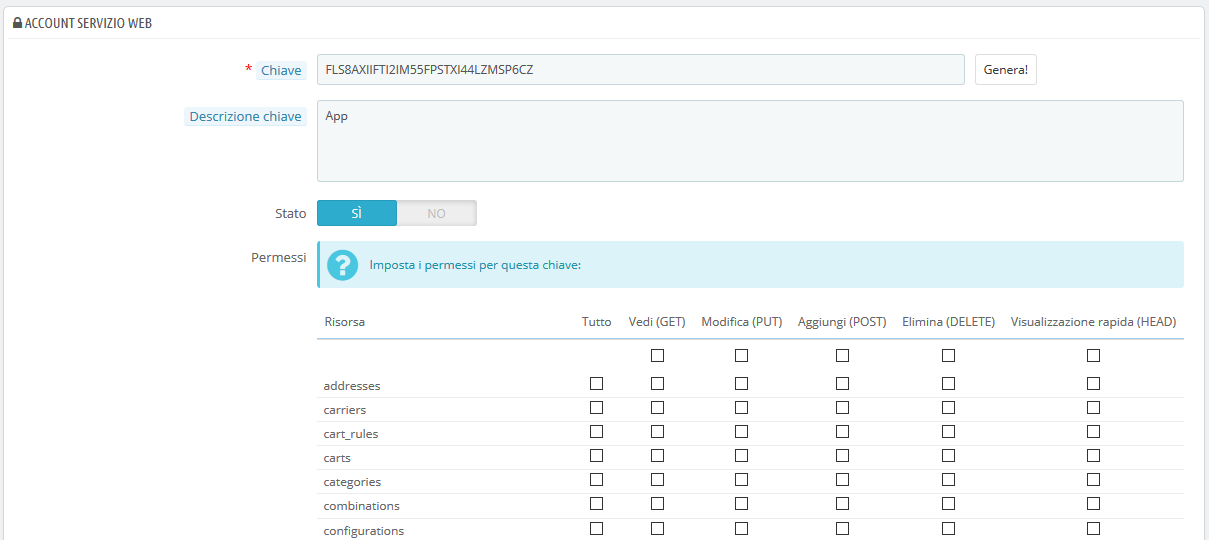 ACCOUNT SERVIZIO WEB
* Chiave FLS8AXIIFTI2IM55FPSTXI44LZMSP6CZ Genera!
Descrizione chiave App
Stato SÌ NO
Permessi ? Imposta i permessi per questa chiave:
Risorsa Tutto Vedi (GET) Modifica (PUT) Aggiungi (POST) Elimina (DELETE) Visualizzazione rapida (HEAD)
addresses
carriers
cart_rules
carts
categories
combinations
configurations